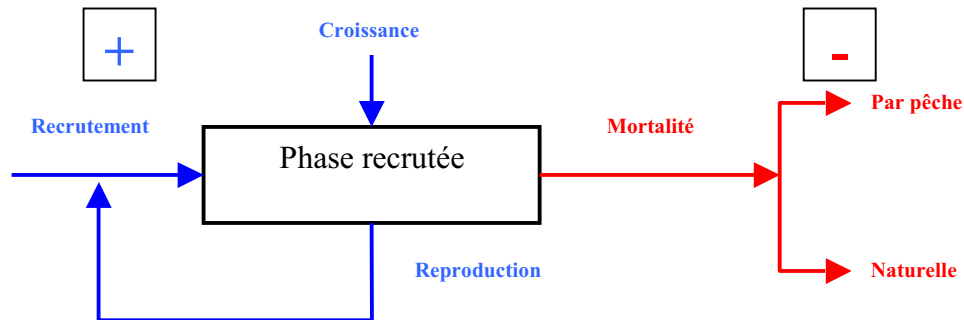 +
Croissance
-
Par pêche
Recrutement
Mortalité
Phase recrutée
Reproduction
Naturelle